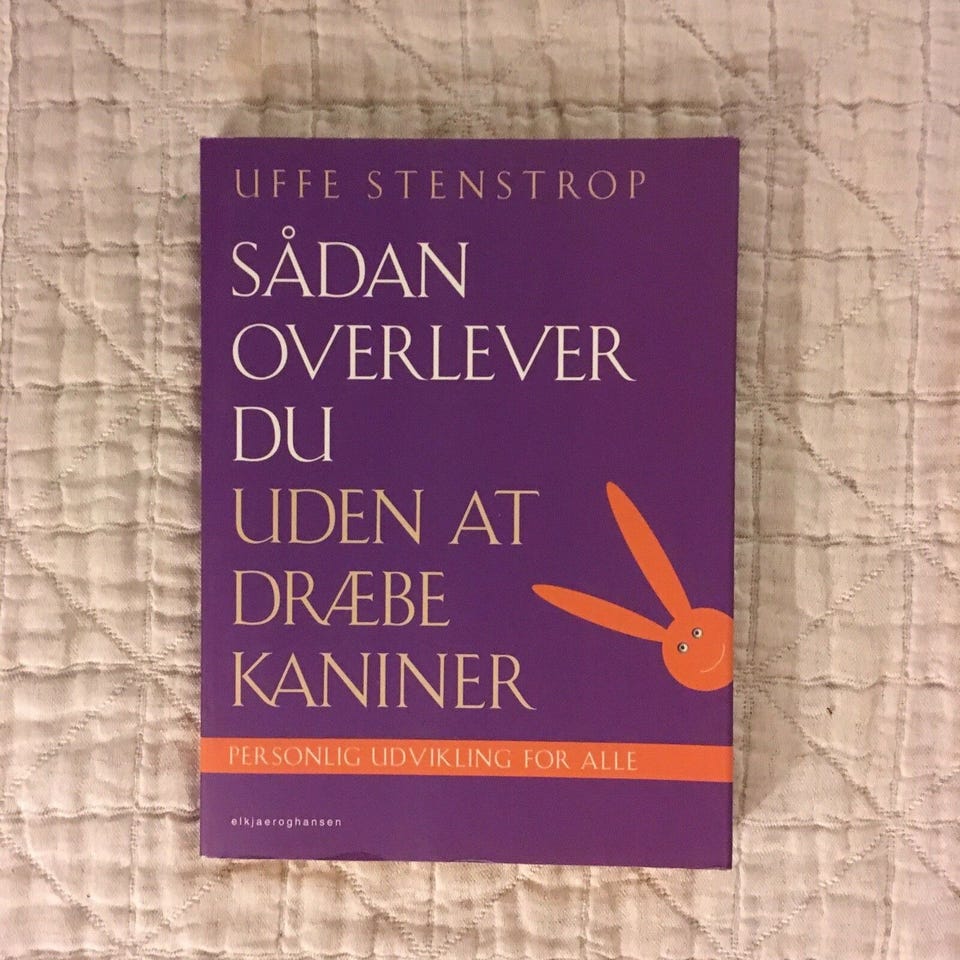 UFFE STENSTROP
SÅDAN
OVERLEVER
DU
UDEN AT
DRÆBE
KANINER
PERSONLIG UDVIKLING FOR ALLE
elkjaeroghansen